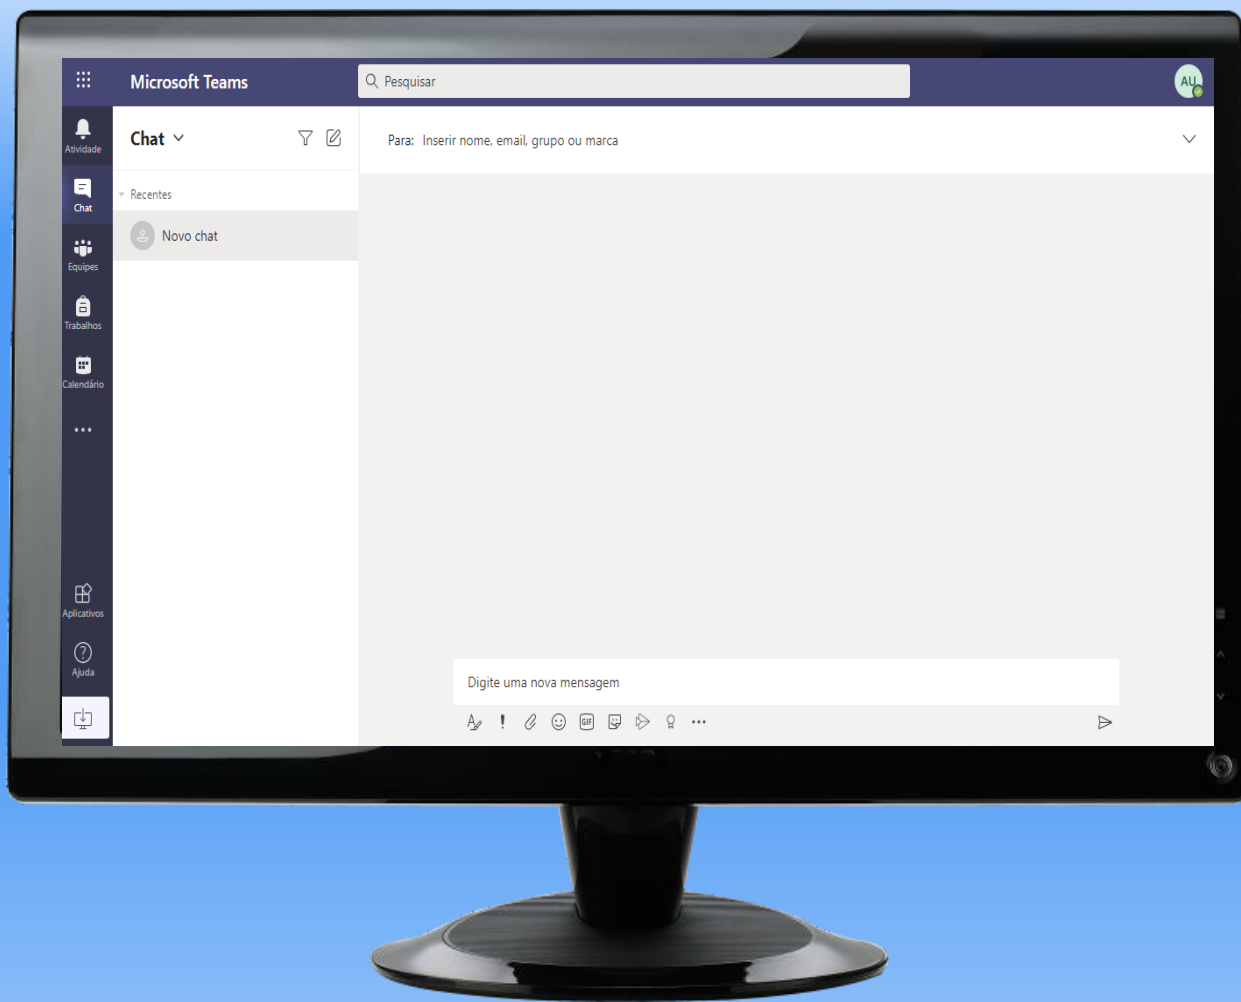 Microsoft Teams
Pesquisar
AU
Atividade
Chat
Equipes
Trabalhos
Calendário
Aplicativos
Ajuda
Chat
Recentes
Novo chat
Para: Inserir nome, email, grupo ou marca
Digite uma nova mensagem
GIF